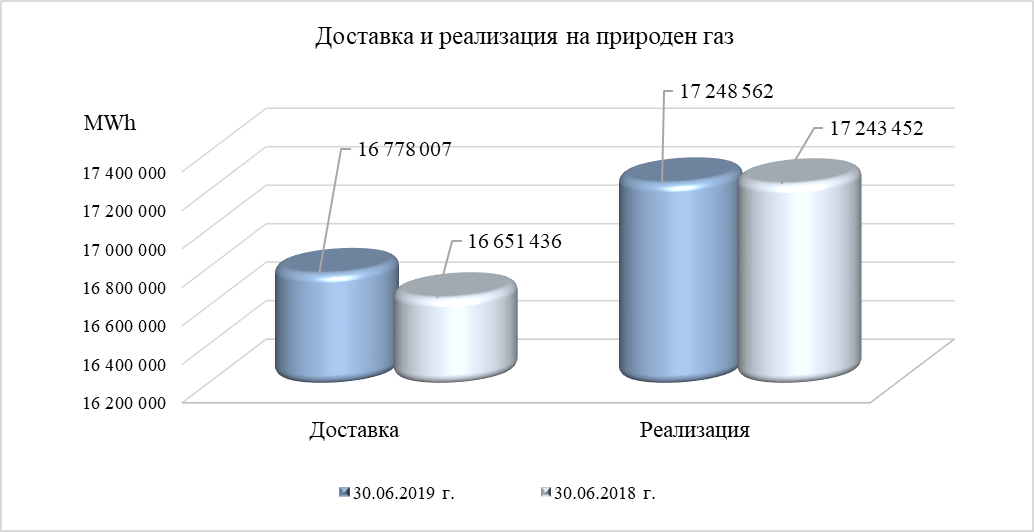 Доставка и реализация на природен газ
MWh
17 400 000
17 200 000
17 000 000
16 800 000
16 600 000
16 400 000
16 200 000
16 778 007
16 651 436
17 248 562
17 243 452
Доставка
Реализация
30.06.2019 г.
30.06.2018 г.